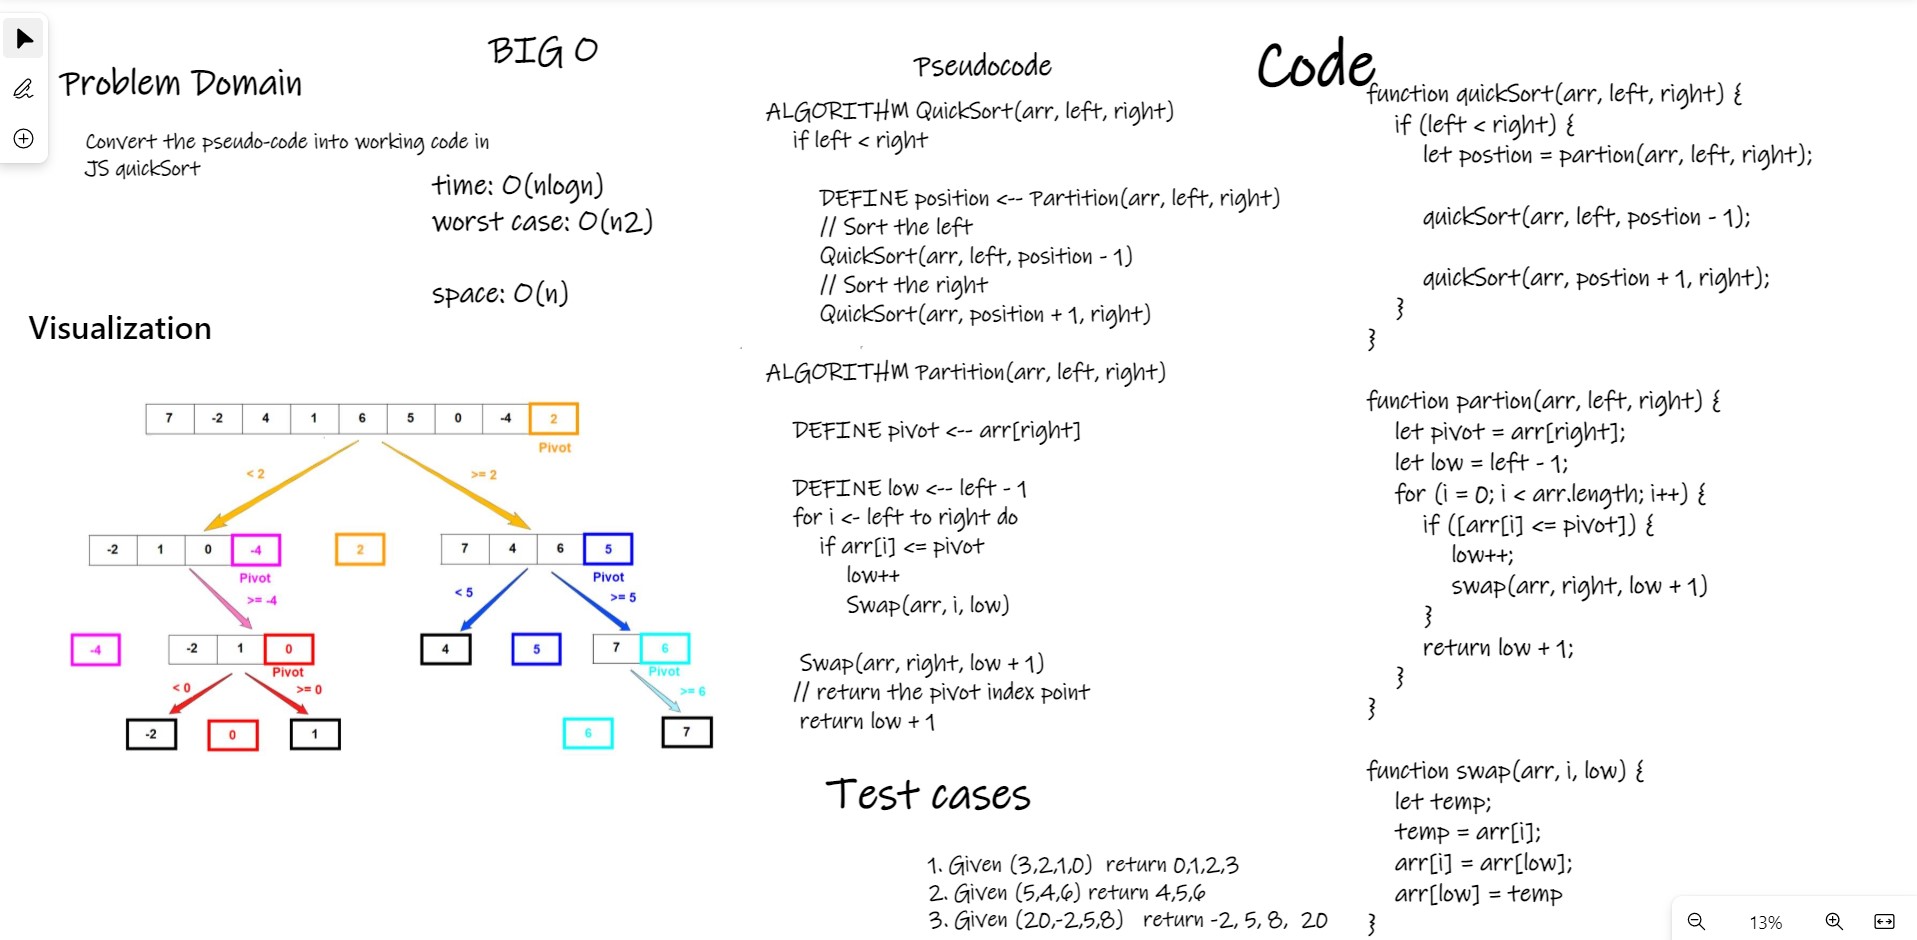 Problem Domain
Convert the pseudo-code into working code in
JS quickSort
BIG O
time: O(nlogn)
worst case: O(n2)
space: O(n)
Visualization
7 -2 4 1 6 5 0 -4 2
Pivot
< 2 >= 2
-2 1 0 -4 2 7 4 6 5
Pivot Pivot
>= -4 < 5 >= 5
-4 -2 1 0 4 5 7 6
Pivot Pivot
< 0 >= 0 >= 6
-2 0 1 6 7
Pseudocode
ALGORITHM QuickSort(arr, left, right)
if left < right
DEFINE position <-- Partition(arr, left, right)
// Sort the left
QuickSort(arr, left, position - 1)
// Sort the right
QuickSort(arr, position + 1, right)
ALGORITHM Partition(arr, left, right)
DEFINE pivot <-- arr[right]
DEFINE low <-- left - 1
for i <- left to right do
if arr[i] <= pivot
low++
Swap(arr, i, low)
Swap(arr, right, low + 1)
// return the pivot index point
return low + 1
Test cases
1. Given (3,2,1,0) return 0,1,2,3
2. Given (5,4,6) return 4,5,6
3. Given (20,-2,5,8) return -2, 5, 8, 20
Code
function quickSort(arr, left, right) {
if (left < right) {
let postion = partion(arr, left, right);
quickSort(arr, left, postion - 1);
quickSort(arr, postion + 1, right);
}
}
function partion(arr, left, right) {
let pivot = arr[right];
let low = left - 1;
for (i = 0; i < arr.length; i++) {
if ([arr[i] <= pivot]) {
low++;
swap(arr, right, low + 1)
}
return low + 1;
}
}
function swap(arr, i, low) {
let temp;
temp = arr[i];
arr[i] = arr[low];
arr[low] = temp
}
13%